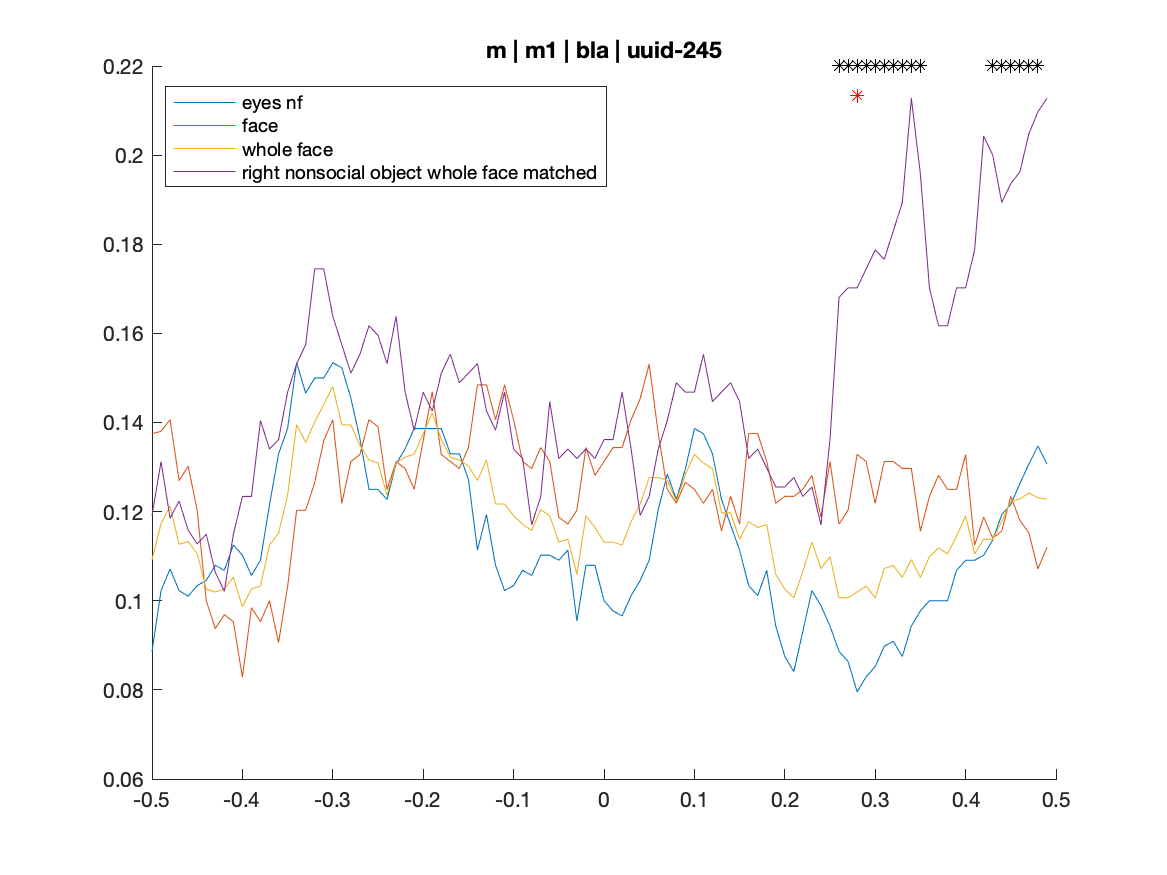 m | m1 | bla | uuid-245
0.22
0.2
0.18
0.16
0.14
0.12
0.1
0.08
0.06
eyes nf
face
whole face
right nonsocial object whole face matched
-0.5 -0.4 -0.3 -0.2 -0.1 0 0.1 0.2 0.3 0.4 0.5